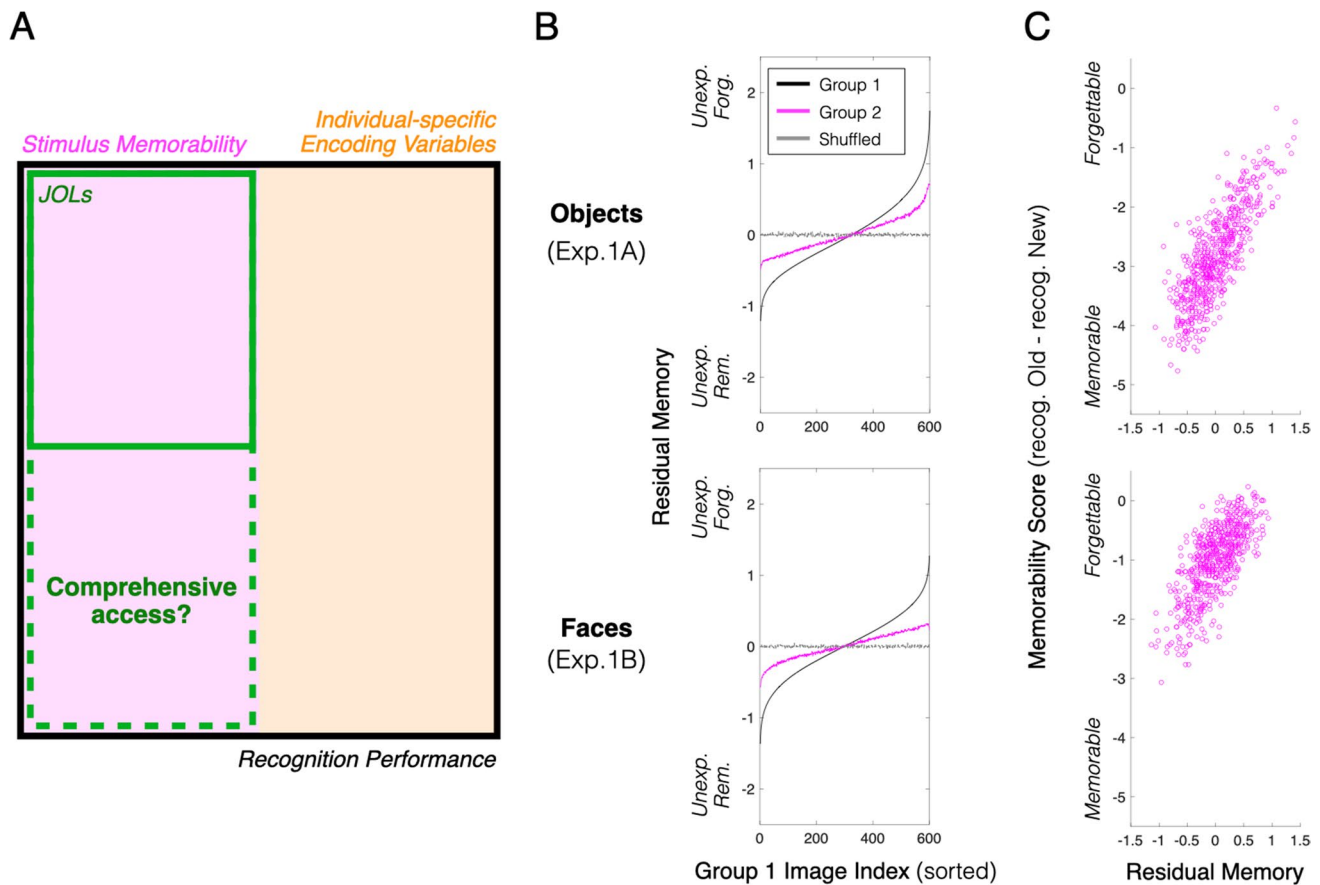 A
Stimulus Memorability
Individual-specific
Encoding Variables
JOLs
Comprehensive
access?
Recognition Performance
B
Objects
(Exp.1A)
Faces
(Exp.1B)
Residual Memory
Unexp.
Forg.
Unexp.
Rem.
2
1
0
-1
-2
Group 1
Group 2
Shuffled
0
200
400
600
Unexp.
Forg.
Unexp.
Rem.
2
1
0
-1
-2
0
200
400
600
Group 1 Image Index (sorted)
C
Memorability Score (recog. Old - recog. New)
Forgettable
Memorable
0
-1
-2
-3
-4
-5
-1.5
-1
-0.5
0
0.5
1
1.5
Forgettable
Memorable
0
-1
-2
-3
-4
-5
-1.5
-1
-0.5
0
0.5
1
1.5
Residual Memory